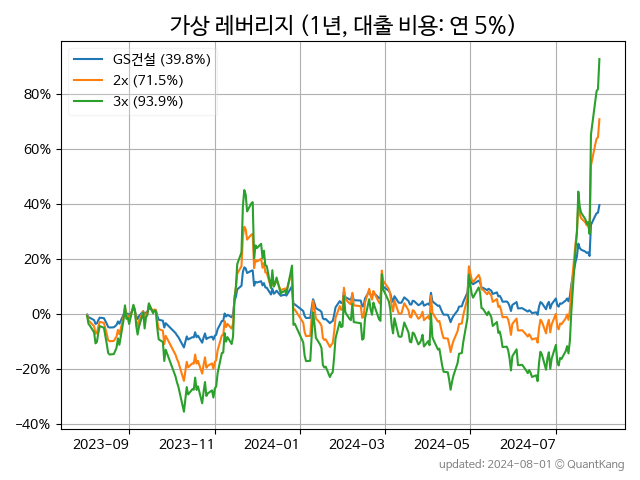 가상 레버리지 (1년, 대출 비용: 연 5%)
GS건설 (39.8%)
2x (71.5%)
3x (93.9%)
80%
60%
40%
20%
0%
−20%
−40%
2023-09 2023-11 2024-01 2024-03 2024-05 2024-07
updated: 2024-08-01 © QuantKang